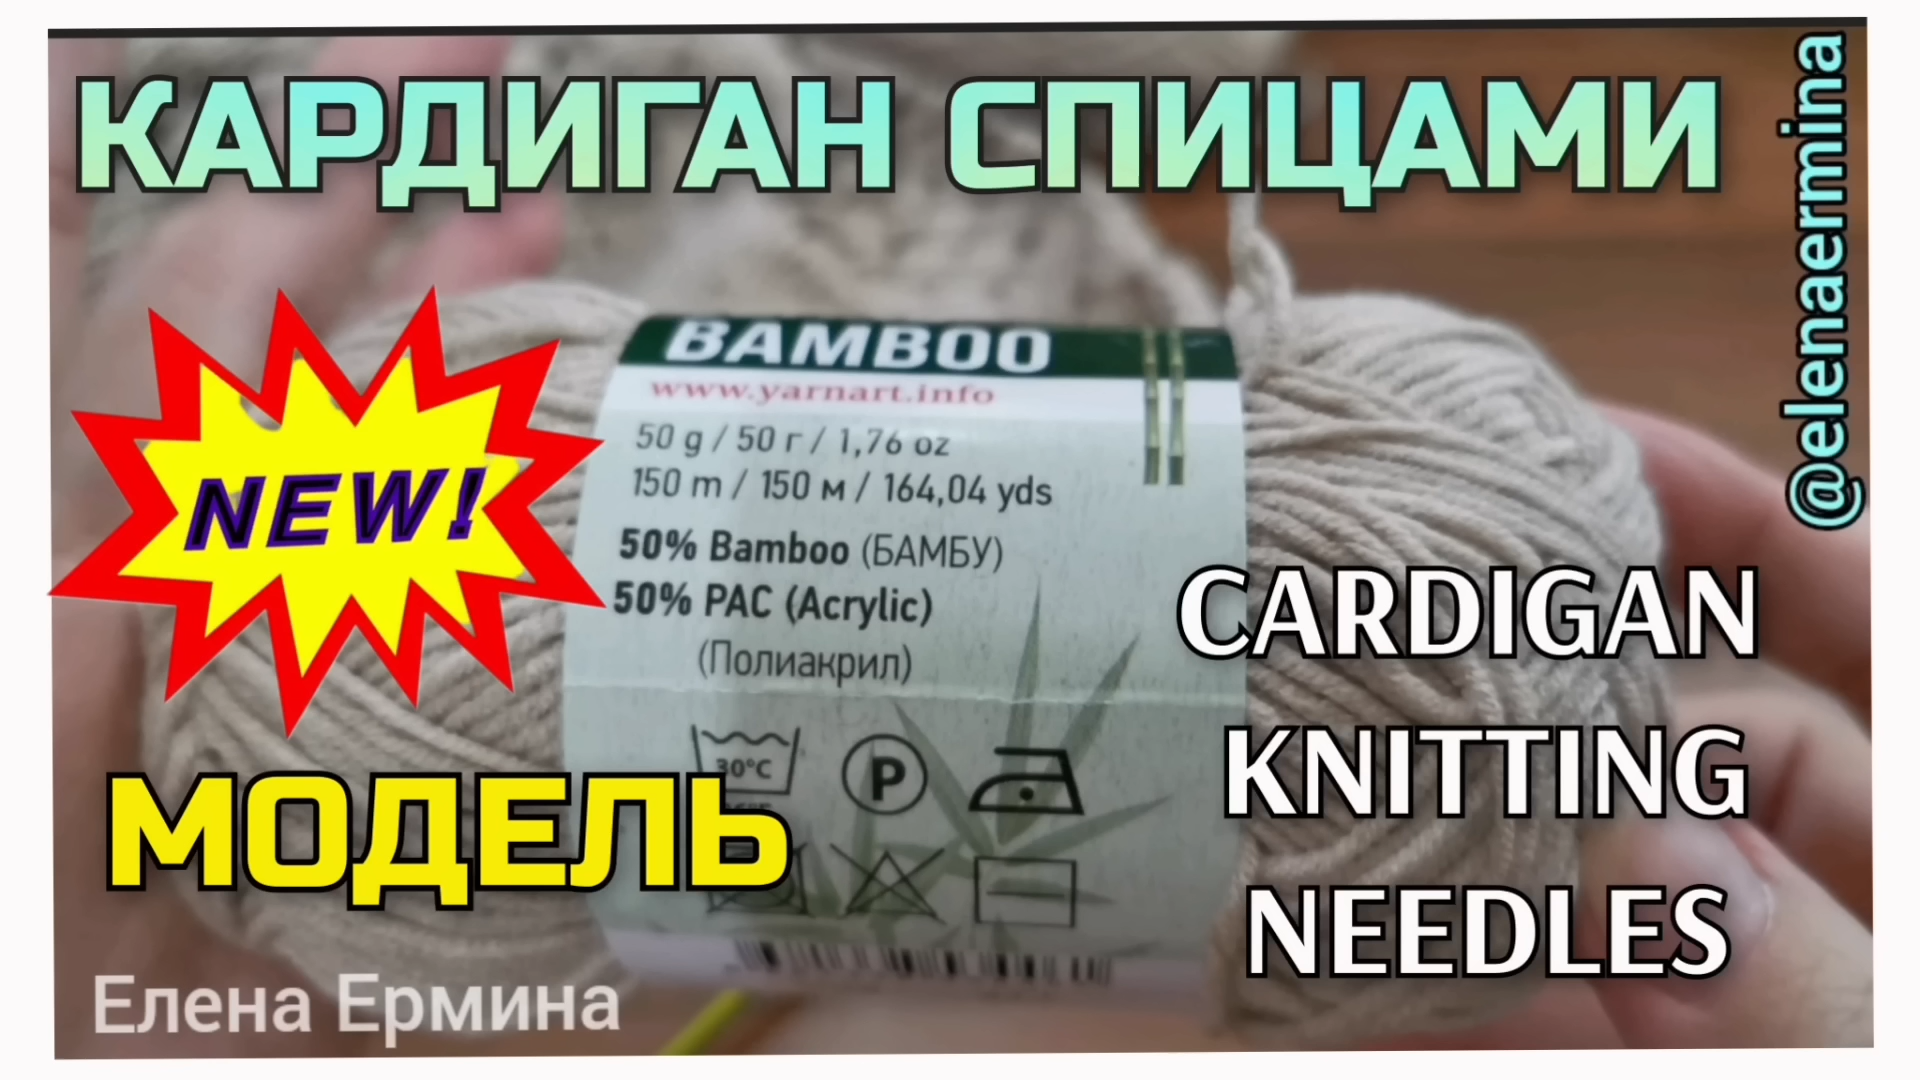 КАРДИГАН СПИЦАМИ
@elenaermina
NEW!
BAMBOO
www.yarnart.info
50 g / 50 г / 1,76 oz
150 m / 150 м / 164,04 yds
50% Bamboo (БАМБУ)
50% PAC (Acrylic)
(Полиакрил)
30°C
P
МОДЕЛЬ
CARDIGAN
KNITTING
NEEDLES
Елена Ермина